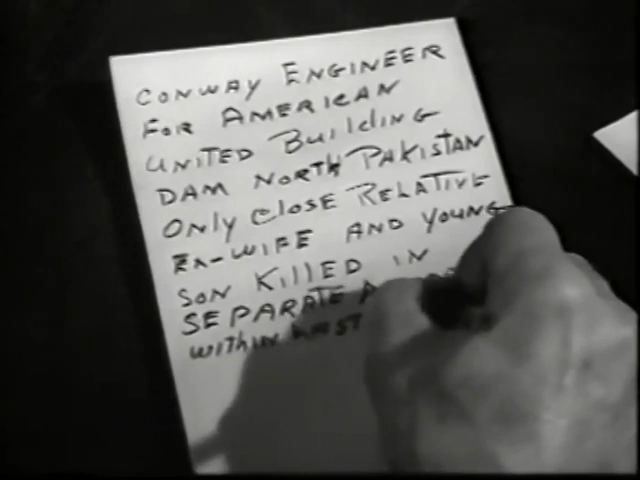 CONWAY ENGINEER
FOR AMERICAN
UNITED BUILDING
DAM NORTH PAKISTAN
ONLY CLOSE RELATIVE
EX-WIFE AND YOUNG
SON KILLED IN
SEPARATE
WITHIN